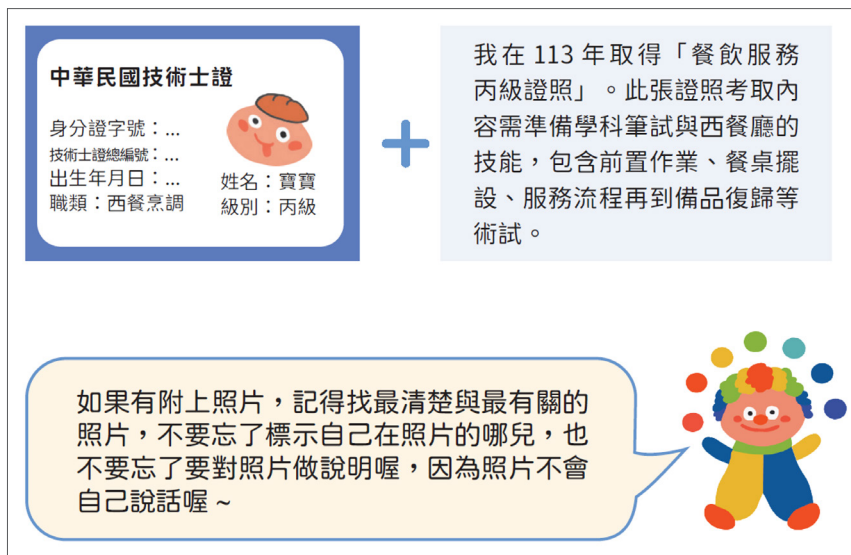 中華民國技術士證
身分證字號：...
技術士證總編號：...
出生年月日：...
職類：西餐烹調
姓名：寶寶
級別：丙級
我在 113 年取得「餐飲服務
丙級證照」。此張證照考取內
容需準備學科筆試與西餐廳的
技能，包含前置作業、餐桌擺
設、服務流程再到備品復歸等
術試。
如果有附上照片，記得找最清楚與最有關的
照片，不要忘了標示自己在照片的哪兒，也
不要忘了要對照片做說明喔，因為照片不會
自己說話喔 ~